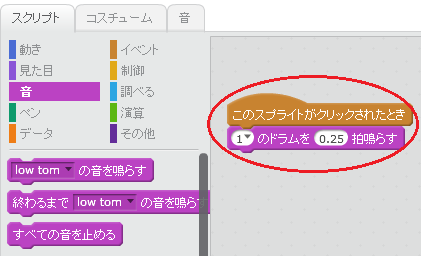 スクリプト コスチューム 音
動き イベント
見た目 制御
音 調べる
ペン 演算
データ その他
low tom の音を鳴らす
終わるまで low tom の音を鳴らす
すべての音を止める
このスプライトがクリックされたとき
1 のドラムを 0.25 拍鳴らす